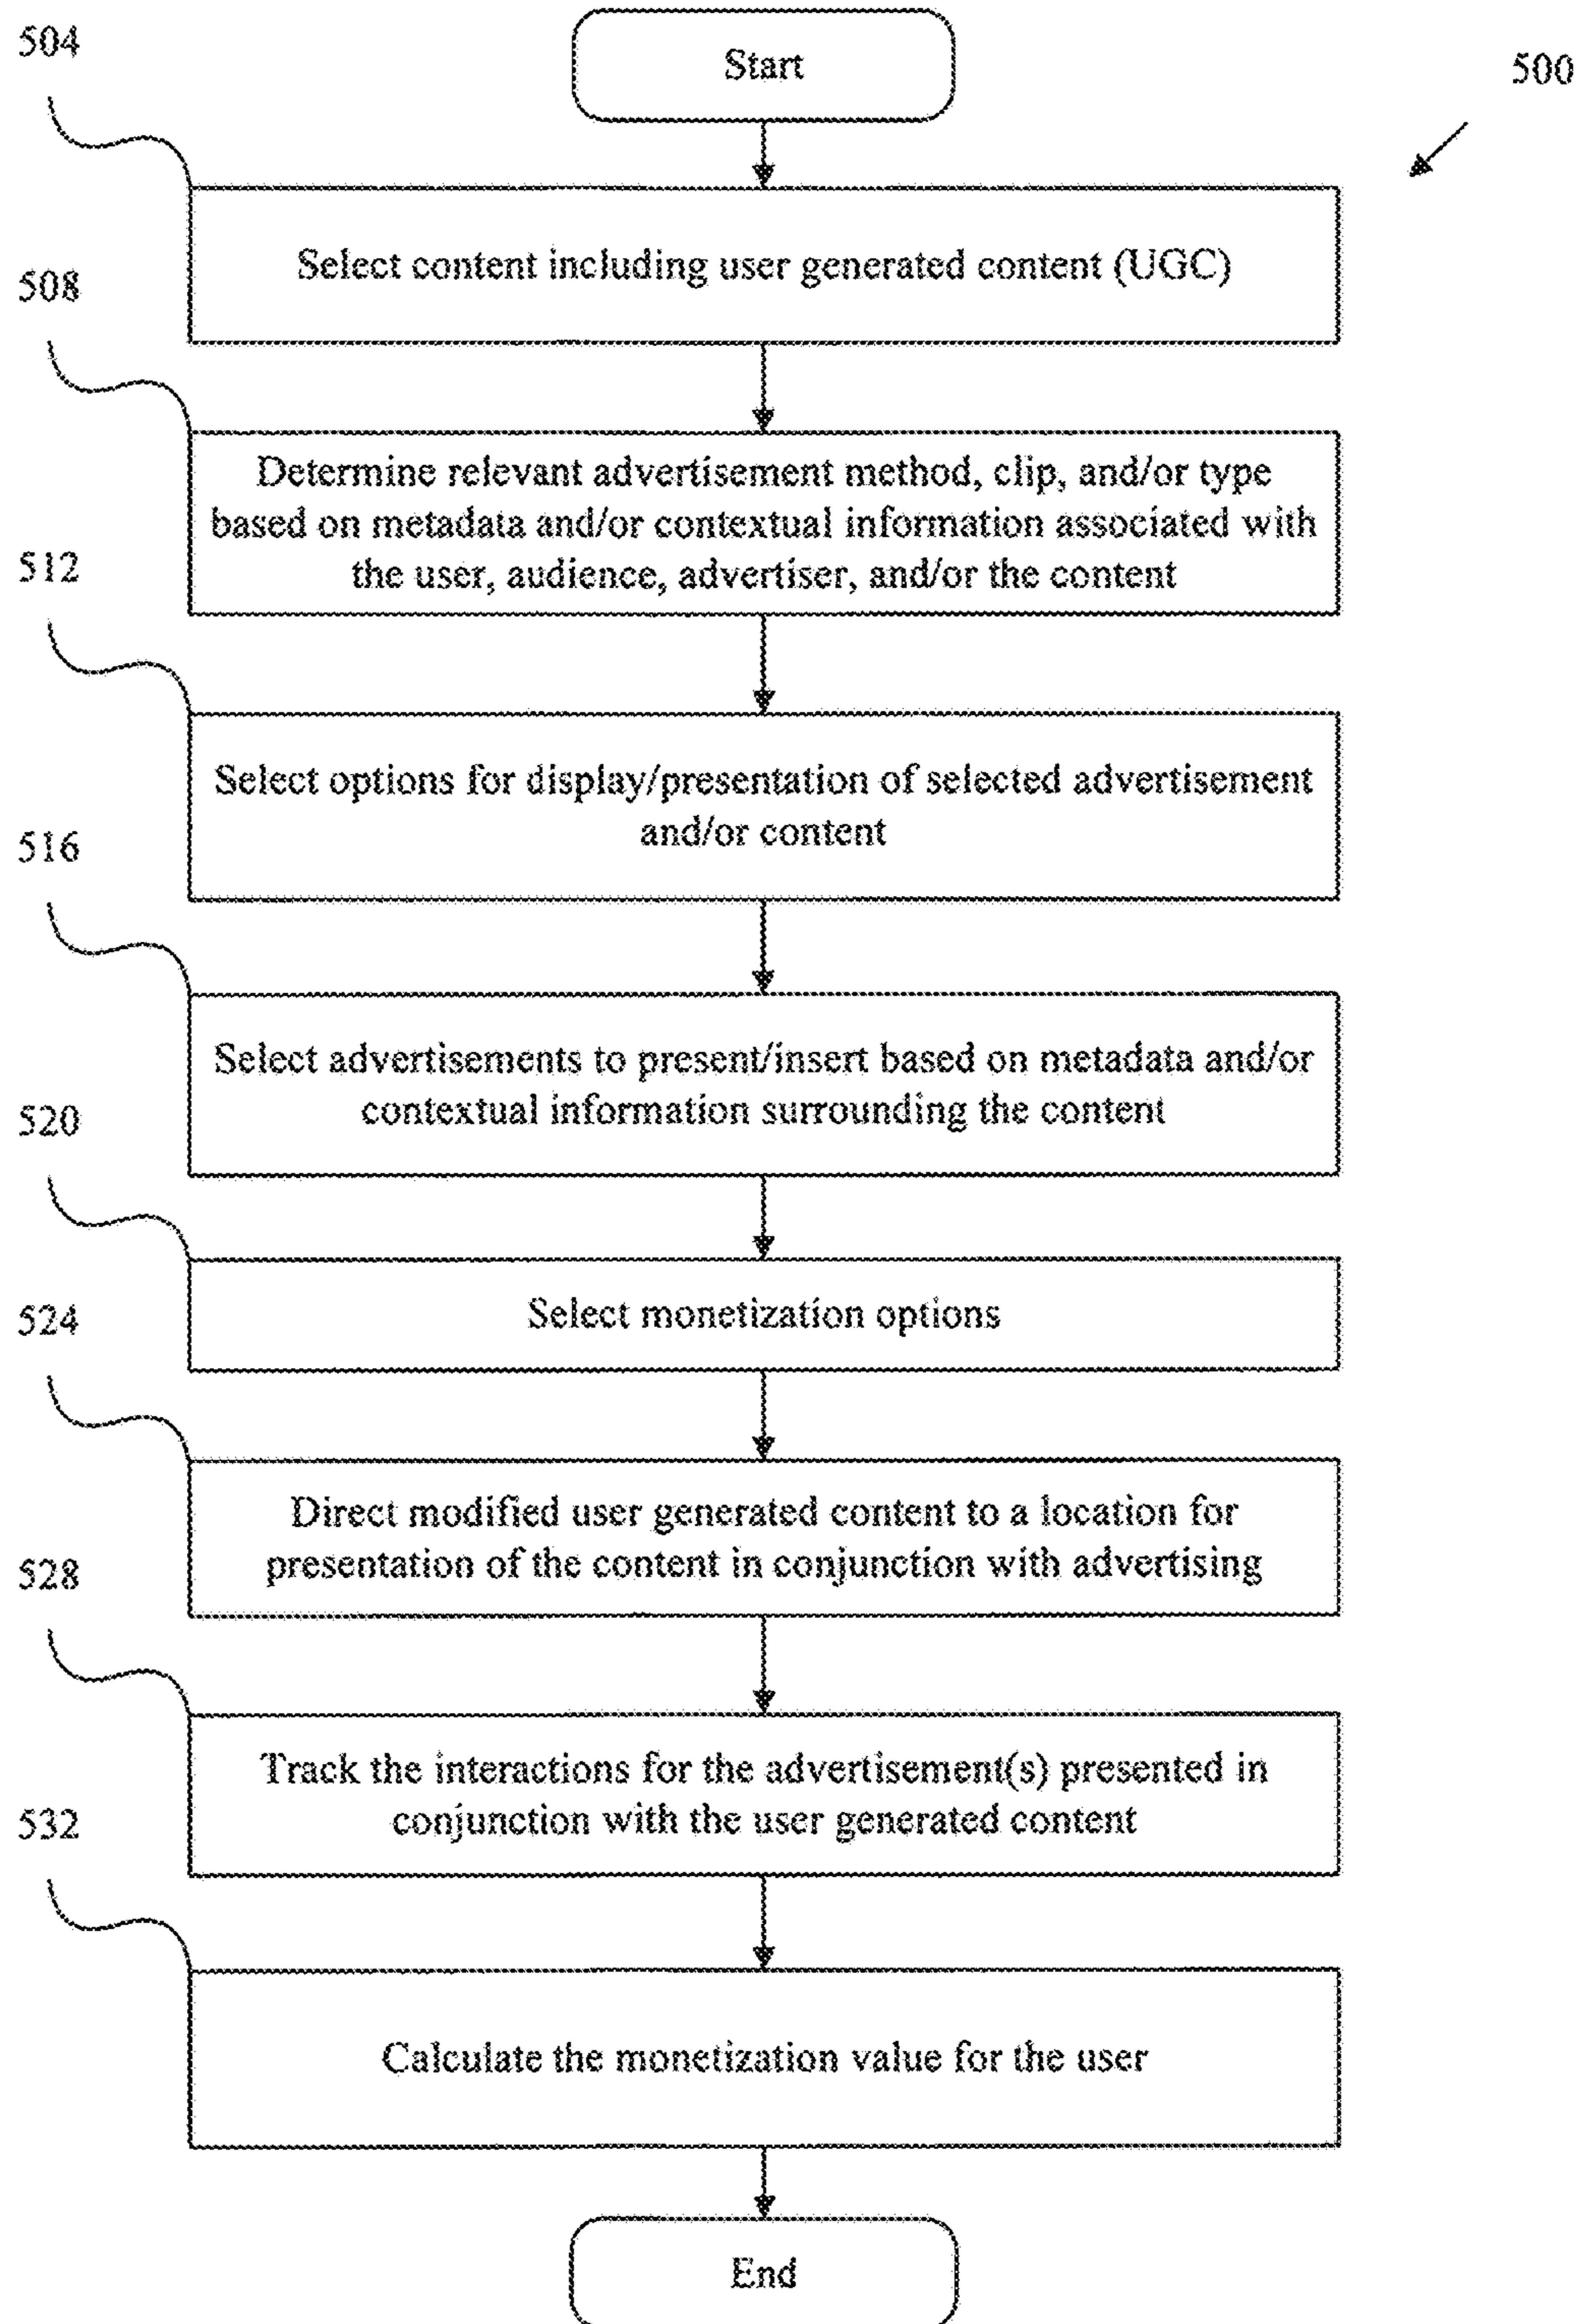 504
Start
500
Select content including user generated content (UGC)
508
Determine relevant advertisement method, clip, and/or type
based on metadata and/or contextual information associated with
the user, audience, advertiser, and/or the content
512
Select options for display/presentation of selected advertisement
and/or content
516
Select advertisements to present/insert based on metadata and/or
contextual information surrounding the content
520
Select monetization options
524
Direct modified user generated content to a location for
presentation of the content in conjunction with advertising
528
Track the interactions for the advertisement(s) presented in
conjunction with the user generated content
532
Calculate the monetization value for the user
End